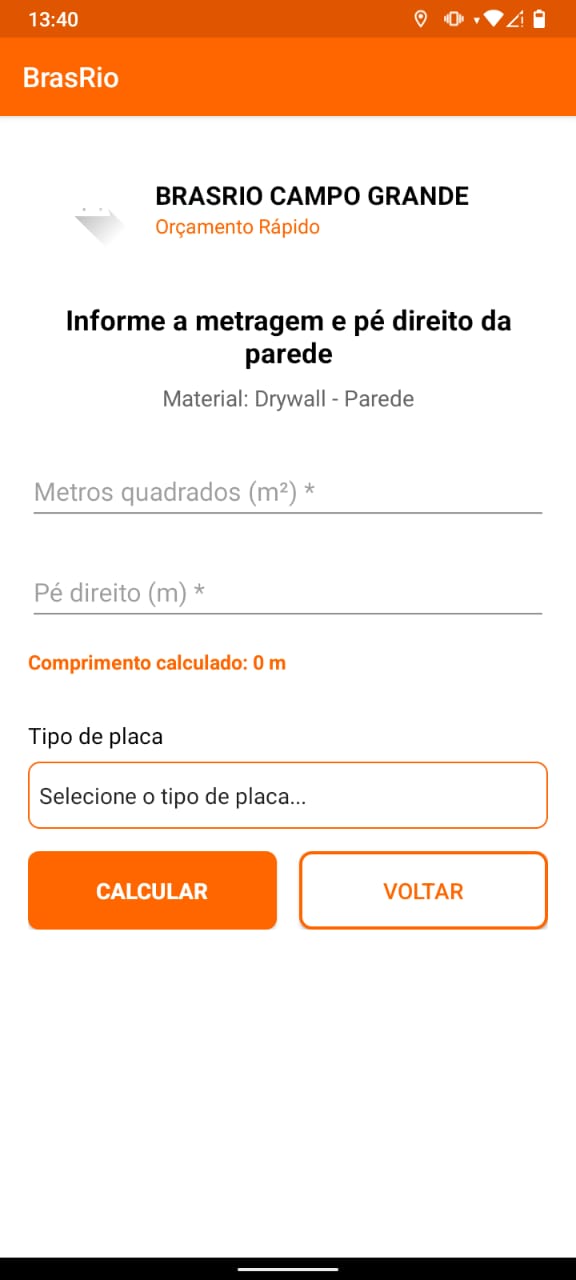 13:40
BrasRio
BRASRIO CAMPO GRANDE
Orçamento Rápido
Informe a metragem e pé direito da
parede
Material: Drywall - Parede
Metros quadrados (m²) *
Pé direito (m) *
Comprimento calculado: 0 m
Tipo de placa
Selecione o tipo de placa...
CALCULAR
VOLTAR